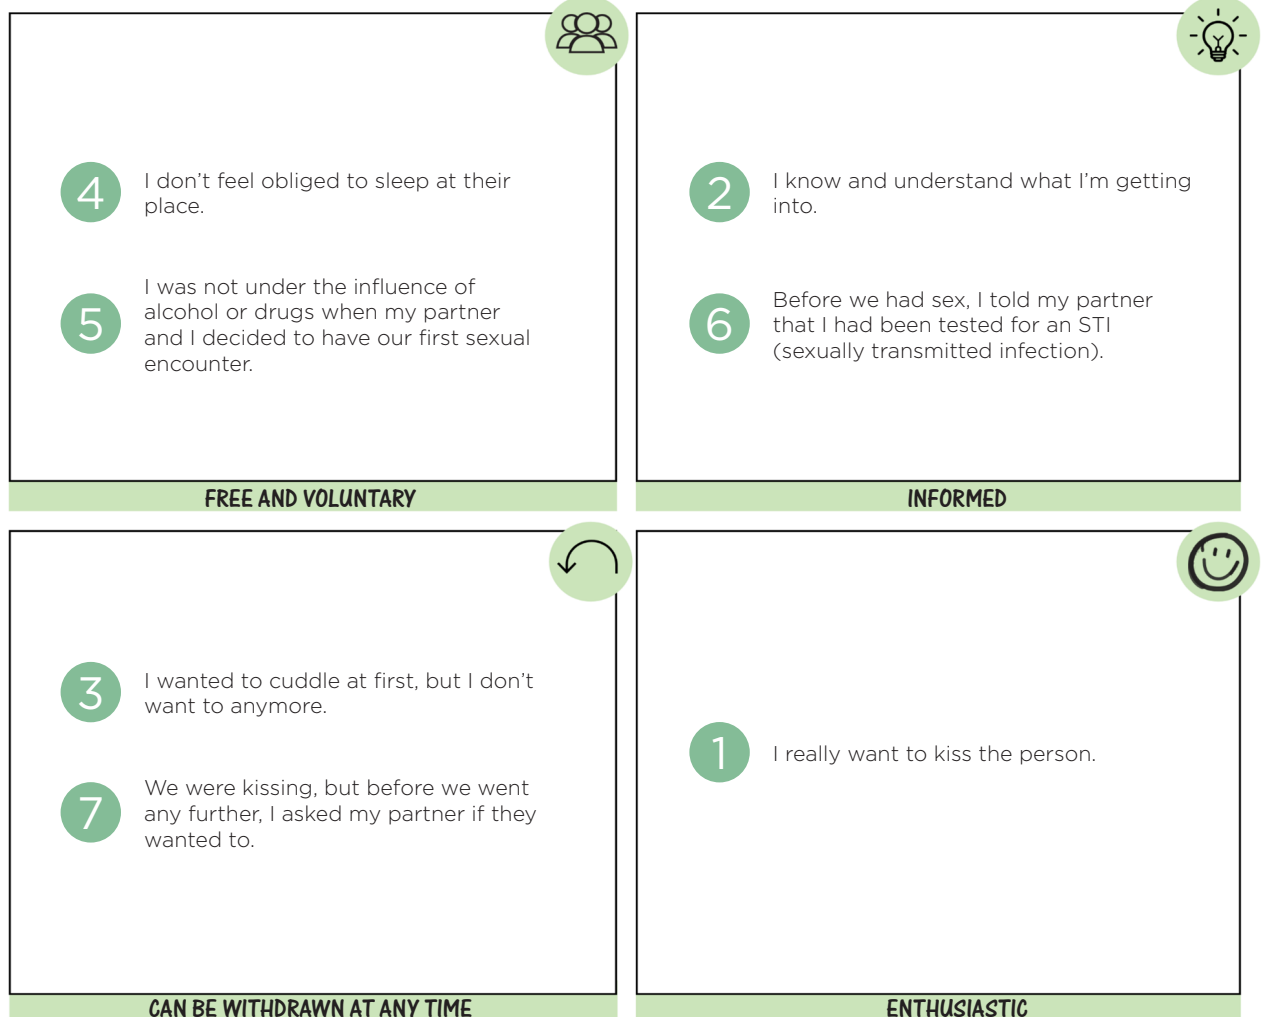 4
I don't feel obliged to sleep at their
place.
5
I was not under the influence of
alcohol or drugs when my partner
and I decided to have our first sexual
encounter.
FREE AND VOLUNTARY
2
I know and understand what I'm getting
into.
6
Before we had sex, I told my partner
that I had been tested for an STI
(sexually transmitted infection).
INFORMED
3
I wanted to cuddle at first, but I don't
want to anymore.
7
We were kissing, but before we went
any further, I asked my partner if they
wanted to.
CAN BE WITHDRAWN AT ANY TIME
1
I really want to kiss the person.
ENTHUSIASTIC